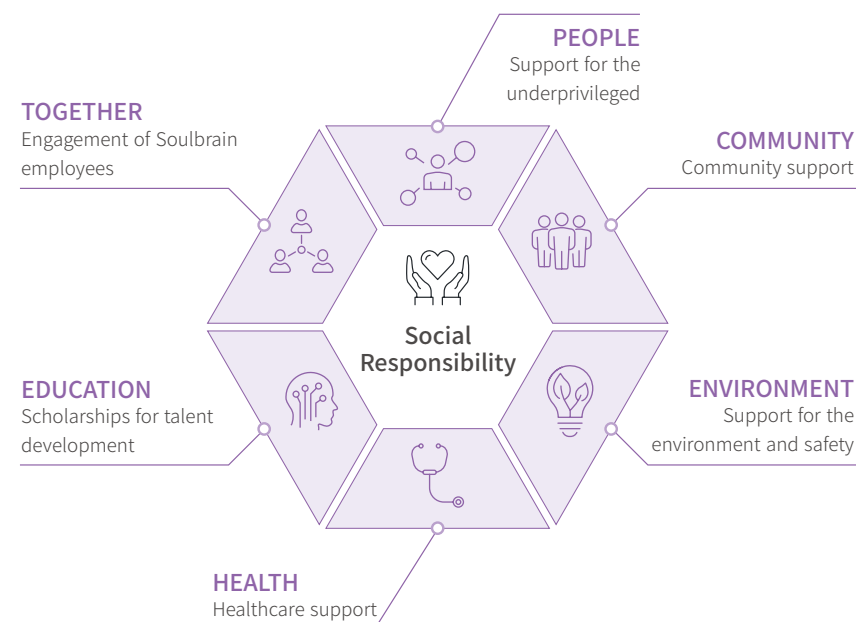 PEOPLE
Support for the
underprivileged
TOGETHER
Engagement of Soulbrain
employees
COMMUNITY
Community support
Social
Responsibility
EDUCATION
Scholarships for talent
development
ENVIRONMENT
Support for the
environment and safety
HEALTH
Healthcare support